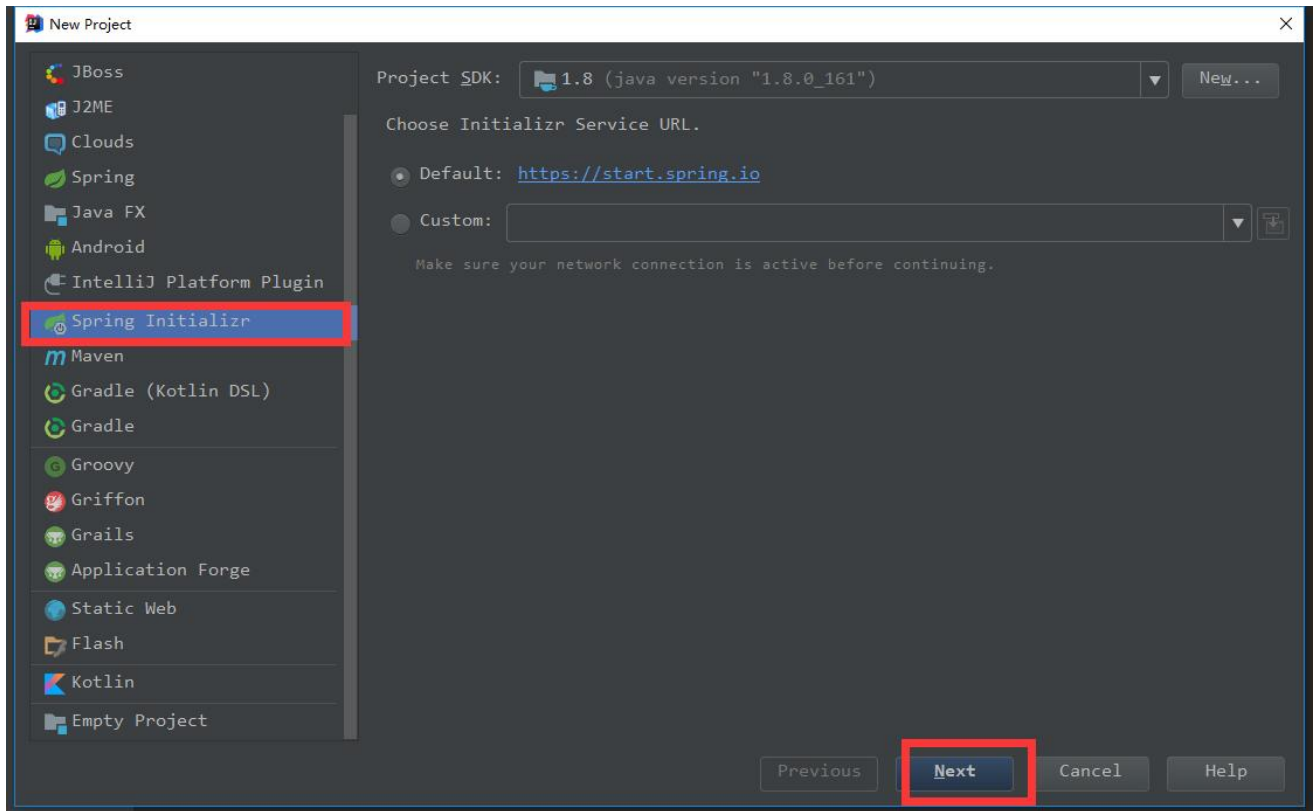 New Project
JBoss
J2ME
Clouds
Spring
Java FX
Android
IntelliJ Platform Plugin
Spring Initializr
Maven
Gradle (Kotlin DSL)
Gradle
Groovy
Griffon
Grails
Application Forge
Static Web
Flash
Kotlin
Empty Project
Project SDK: 1.8 (java version "1.8.0_161") New...
Choose Initializr Service URL.
Default: https://start.spring.io
Custom:
Make sure your network connection is active before continuing.
Previous Next Cancel Help